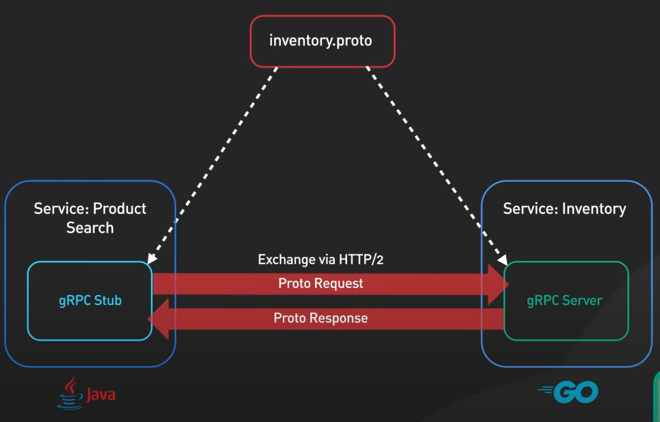 inventory.proto
Service: Product
Search
Service: Inventory
Exchange via HTTP/2
Proto Request
gRPC Stub
gRPC Server
Proto Response
Java
GO